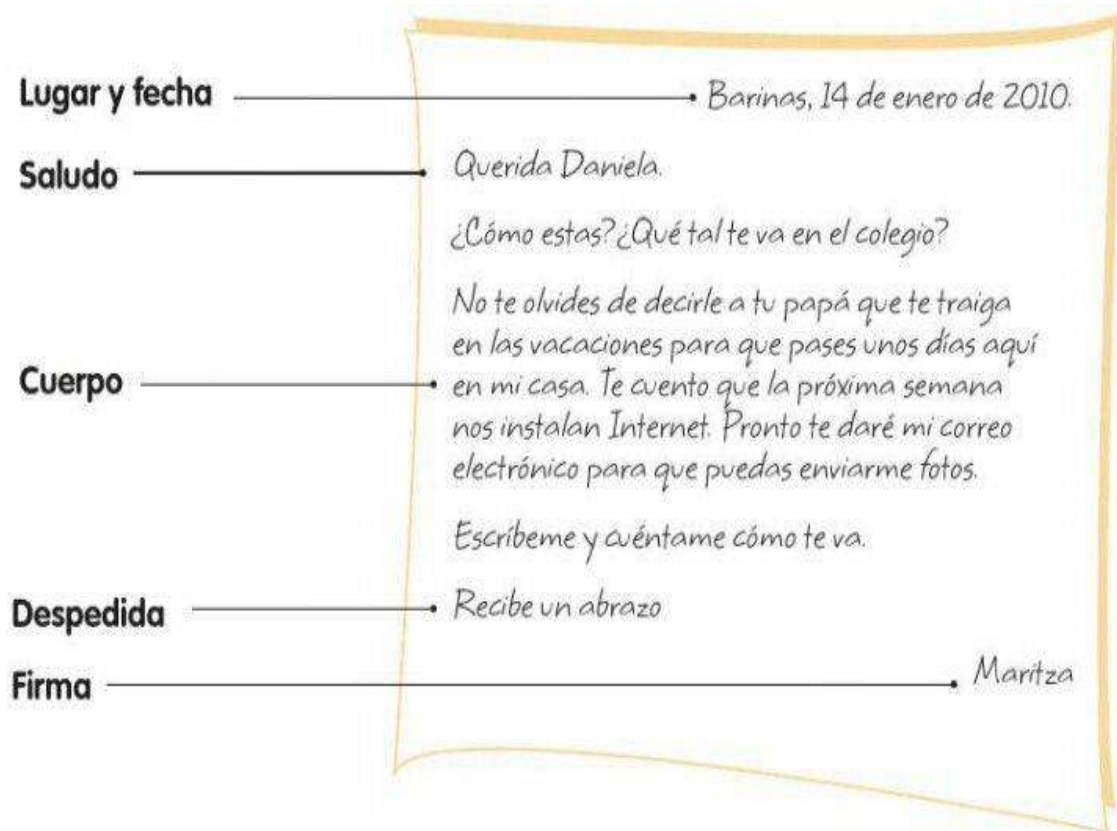 Lugar y fecha
Barinas, 14 de enero de 2010.
Saludo
Querida Daniela.
¿Cómo estas? ¿Qué tal te va en el colegio?
Cuerpo
No te olvides de decirle a tu papá que te traiga
en las vacaciones para que pases unos días aquí
en mi casa. Te cuento que la próxima semana
nos instalan Internet. Pronto te daré mi correo
electrónico para que puedas enviarme fotos.
Escríbeme y cuéntame cómo te va.
Despedida
Recibe un abrazo
Firma
Maritza